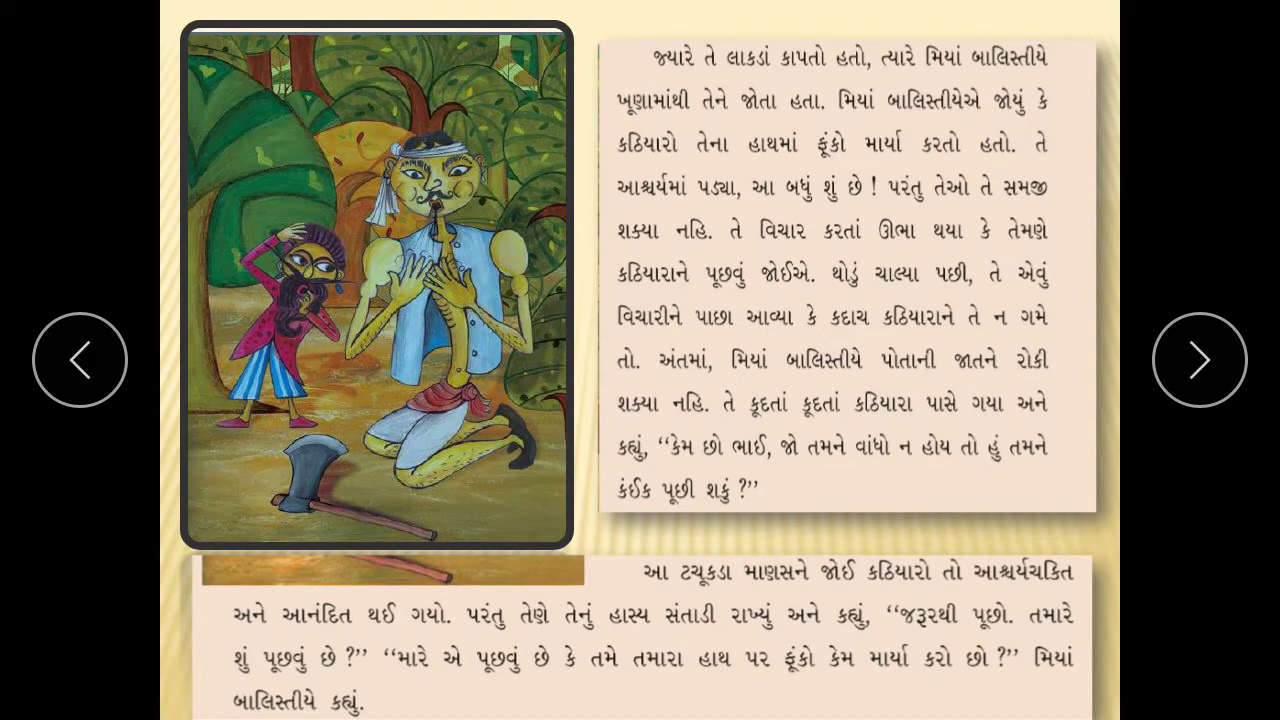 જ્યારે તે લાકડાં કાપતો હતો, ત્યારે મિયાં બાલિસ્તીયે
ખૂણામાંથી તેને જોતા હતા. મિયાં બાલિસ્તીયેએ જોયું કે
કઠિયારો તેના હાથમાં ફૂંકો માર્યા કરતો હતો. તે
આશ્ચર્યમાં પડ્યા, આ બધું શું છે ! પરંતુ તેઓ તે સમજી
શક્યા નહિ. તે વિચાર કરતાં ઊભા થયા કે તેમણે
કઠિયારાને પૂછવું જોઈએ. થોડું ચાલ્યા પછી, તે એવું
વિચારીને પાછા આવ્યા કે કદાચ કઠિયારાને તે ન ગમે
તો. અંતમાં, મિયાં બાલિસ્તીયે પોતાની જાતને રોકી
શક્યા નહિ. તે કૂદતાં કૂદતાં કઠિયારા પાસે ગયા અને
કહ્યું, ‘‘કેમ છો ભાઈ, જો તમને વાંધો ન હોય તો હું તમને
કંઈક પૂછી શકું ?’’
આ ટચૂકડા માણસને જોઈ કઠિયારો તો આશ્ચર્યચકિત
અને આનંદિત થઈ ગયો. પરંતુ તેણે તેનું હાસ્ય સંતાડી રાખ્યું અને કહ્યું, ‘‘જરૂરથી પૂછો. તમારે
શું પૂછવું છે ?’’ ‘‘મારે એ પૂછવું છે કે તમે તમારા હાથ પર ફૂંકો કેમ માર્યા કરો છો ?’’ મિયાં
બાલિસ્તીયે કહ્યું.